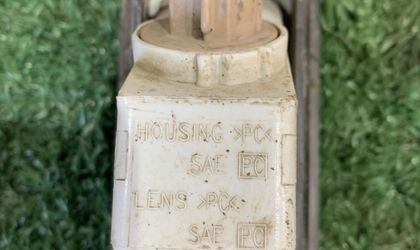 HOUSING >PC<
SAE PC
LENS >PC<
SAE PC